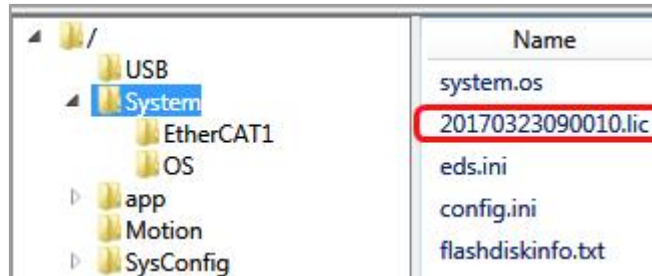 /
USB
System
EtherCAT1
OS
app
Motion
SysConfig
Name
system.os
20170323090010.lic
eds.ini
config.ini
flashdiskinfo.txt